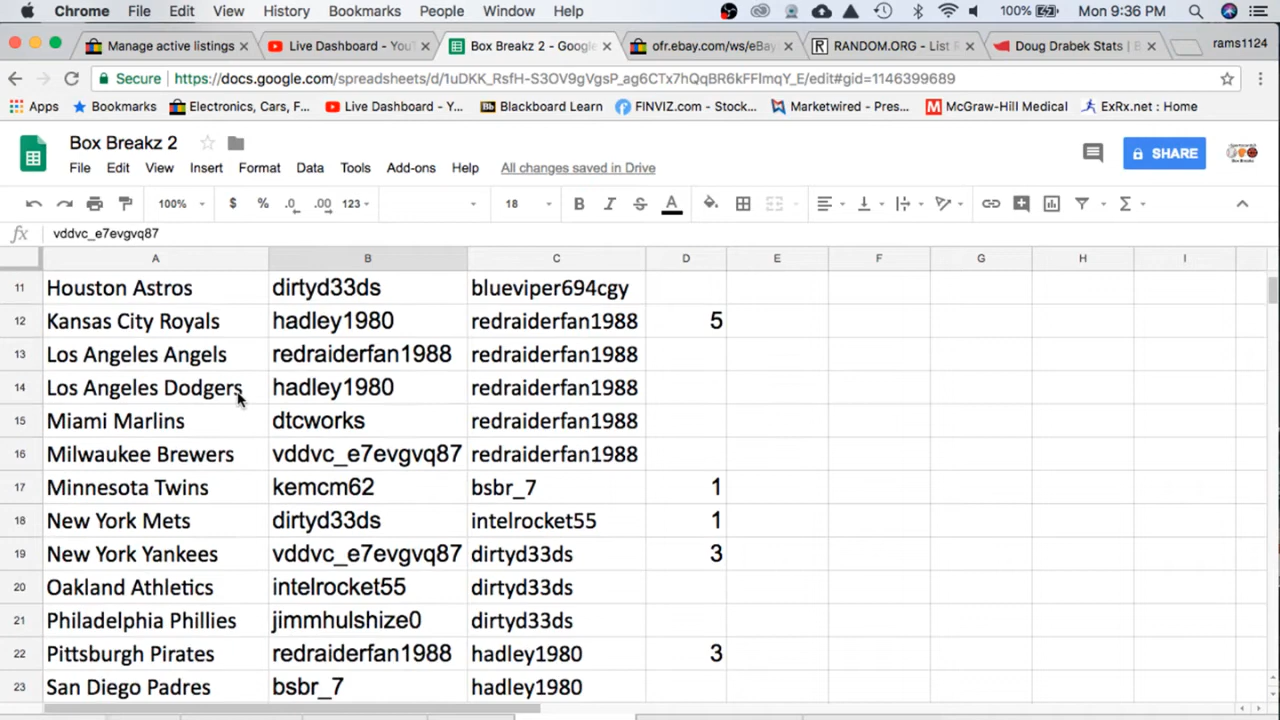 Chrome File Edit View History Bookmarks People Window Help 100% Mon 9:36 PM
Manage active listings Live Dashboard - You Box Breakz 2 - Google ofr.ebay.com/ws/eBay RANDOM.ORG - List R Doug Drabek Stats | B rams1124
Secure https://docs.google.com/spreadsheets/d/1uDKK_RsfH-S3OV9gVgsP_ag6CTx7hQqBR6kFFImqY_E/edit#gid=1146399689
Apps Bookmarks Electronics, Cars, F... Live Dashboard - Y... Blackboard Learn FINVIZ.com - Stock... Marketwired - Pres... McGraw-Hill Medical ExRx.net : Home
Box Breakz 2
SHARE
File Edit View Insert Format Data Tools Add-ons Help All changes saved in Drive
100% $ % .0 .00 123 18 B I S A Σ
fx vddvc_e7evgvq87
A B C D E F G H I
11 Houston Astros dirtyd33ds blueviper694cgy
12 Kansas City Royals hadley1980 redraiderfan1988 5
13 Los Angeles Angels redraiderfan1988 redraiderfan1988
14 Los Angeles Dodgers hadley1980 redraiderfan1988
15 Miami Marlins dtcworks redraiderfan1988
16 Milwaukee Brewers vddvc_e7evgvq87 redraiderfan1988
17 Minnesota Twins kemcm62 bsbr_7 1
18 New York Mets dirtyd33ds intelrocket55 1
19 New York Yankees vddvc_e7evgvq87 dirtyd33ds 3
20 Oakland Athletics intelrocket55 dirtyd33ds
21 Philadelphia Phillies jimmhulshize0 dirtyd33ds
22 Pittsburgh Pirates redraiderfan1988 hadley1980 3
23 San Diego Padres bsbr_7 hadley1980